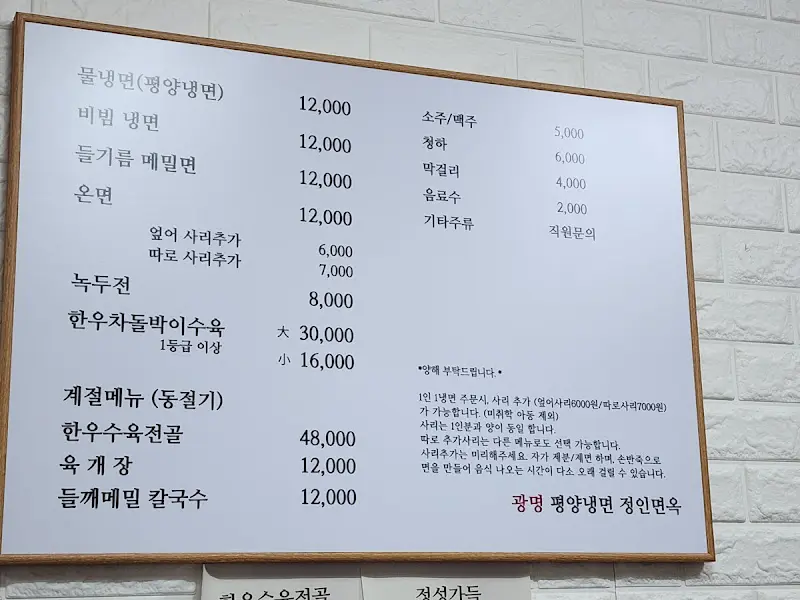 물냉면(평양냉면) 12,000
비빔 냉면 12,000
들기름 메밀면 12,000
온면 12,000
엎어 사리추가 6,000
따로 사리추가 7,000
녹두전 8,000
한우차돌박이수육 大 30,000
1등급 이상 小 16,000
계절메뉴 (동절기)
한우수육전골 48,000
육 개 장 12,000
들깨메밀 칼국수 12,000
소주/맥주 5,000
청하 6,000
막걸리 4,000
음료수 2,000
기타주류 직원문의
*양해 부탁드립니다.*
1인 1냉면 주문시, 사리 추가 (엎어사리6000원/따로사리7000원)
가 가능합니다. (미취학 아동 제외)
사리는 1인분과 양이 동일 합니다.
따로 추가사리는 다른 메뉴로도 선택 가능합니다.
사리추가는 미리해주세요. 자가 제분/제면 하며, 손반죽으로
면을 만들어 음식 나오는 시간이 다소 오래 걸릴 수 있습니다.
광명 평양냉면 정인면옥
한우수육전골 정성가득